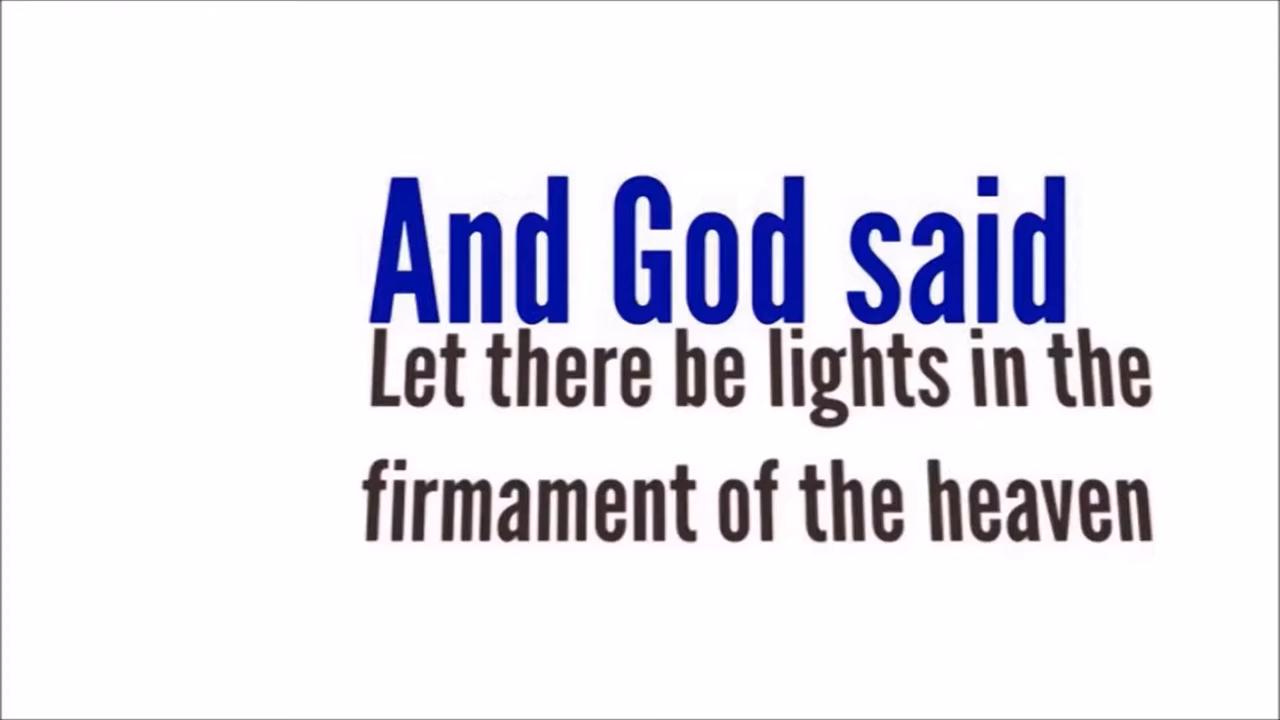 And God said
Let there be lights in the
firmament of the heaven